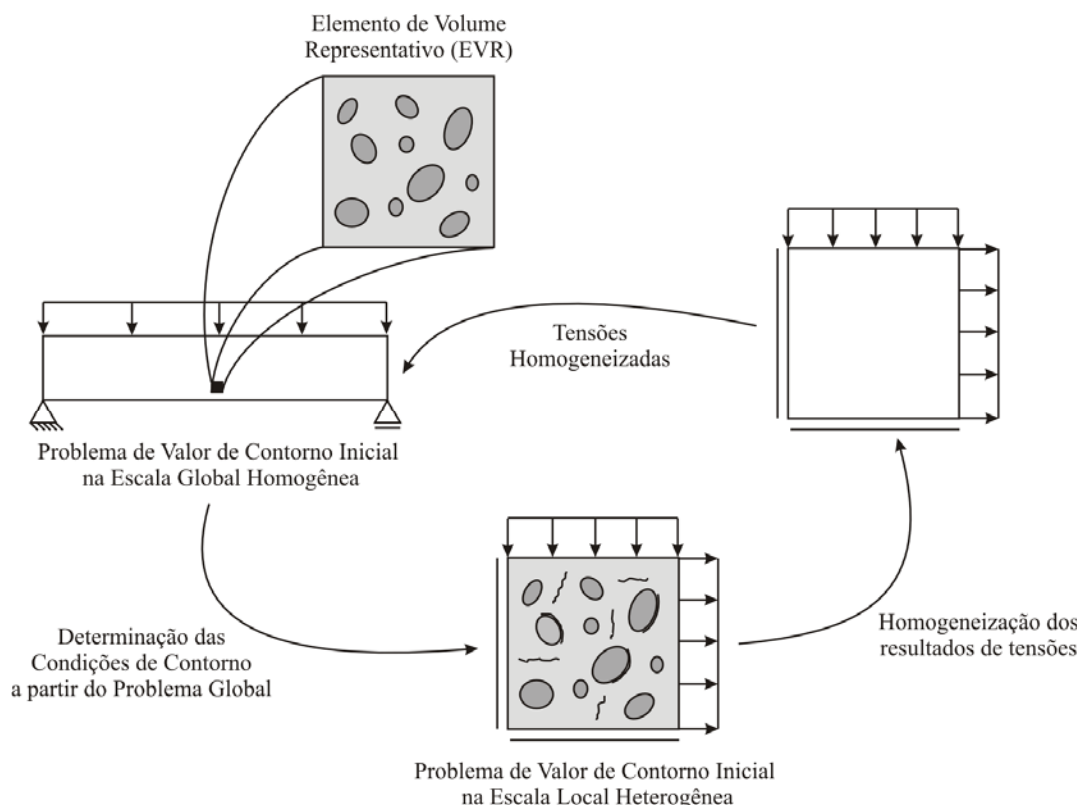 Elemento de Volume
Representativo (EVR)
Tensões
Homogeneizadas
Problema de Valor de Contorno Inicial
na Escala Global Homogênea
Determinação das
Condições de Contorno
a partir do Problema Global
Homogeneização dos
resultados de tensões
Problema de Valor de Contorno Inicial
na Escala Local Heterogênea